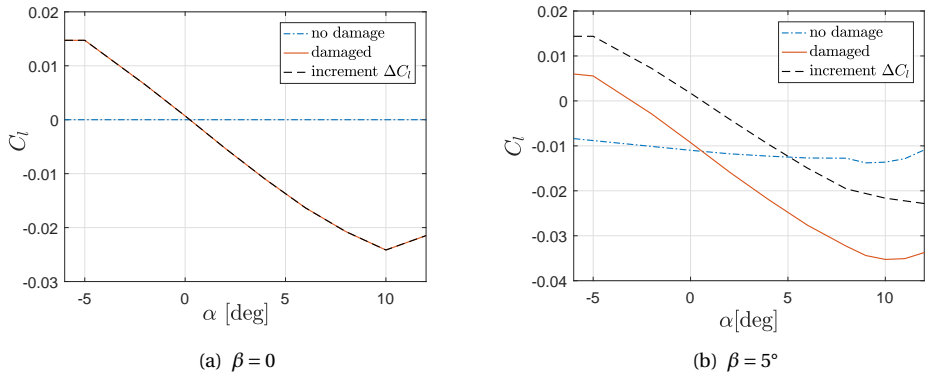 0.02
0.01
0
-0.01
-0.02
-0.03
C_l
-5
0
5
10
α [deg]
no damage
damaged
increment ΔC_l
(a) β = 0
0.02
0.01
0
-0.01
-0.02
-0.03
-0.04
C_l
-5
0
5
10
α[deg]
no damage
damaged
increment ΔC_l
(b) β = 5°